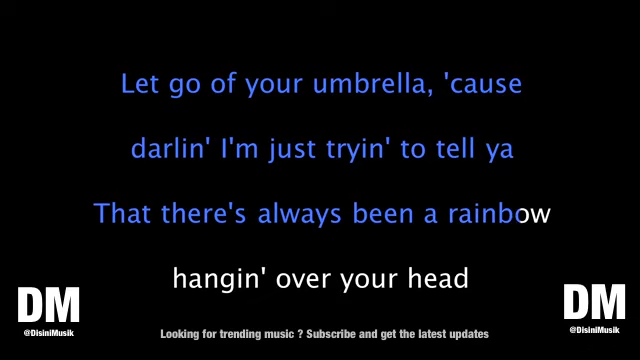 Let go of your umbrella, 'cause
darlin' I'm just tryin' to tell ya
That there's always been a rainbow
hangin' over your head
DM
@DisiniMusik
DM
@DisiniMusik
Looking for trending music ? Subscribe and get the latest updates